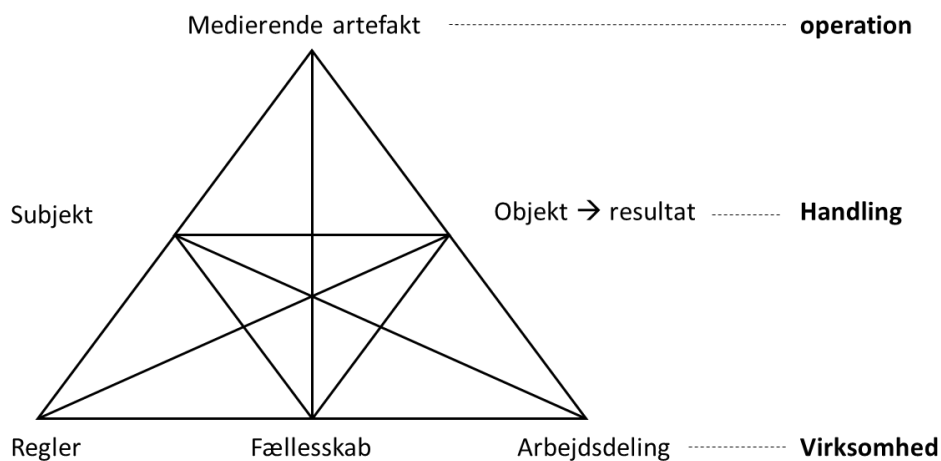 Medierende artefakt operation
Subjekt Objekt → resultat Handling
Regler Fællesskab Arbejdsdeling Virksomhed